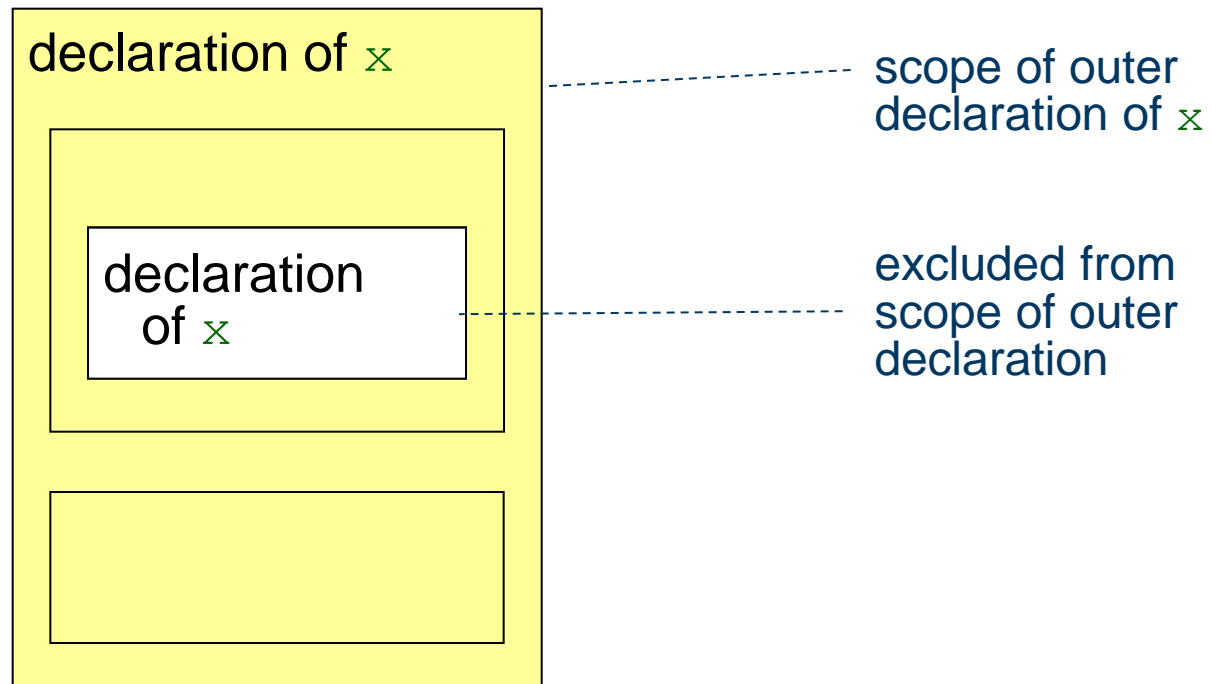 declaration of x
scope of outer
declaration of x
declaration
of x
excluded from
scope of outer
declaration